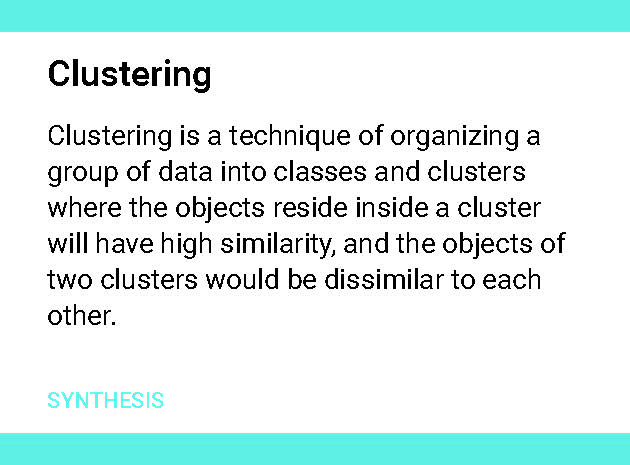 Clustering
Clustering is a technique of organizing a
group of data into classes and clusters
where the objects reside inside a cluster
will have high similarity, and the objects of
two clusters would be dissimilar to each
other.
SYNTHESIS